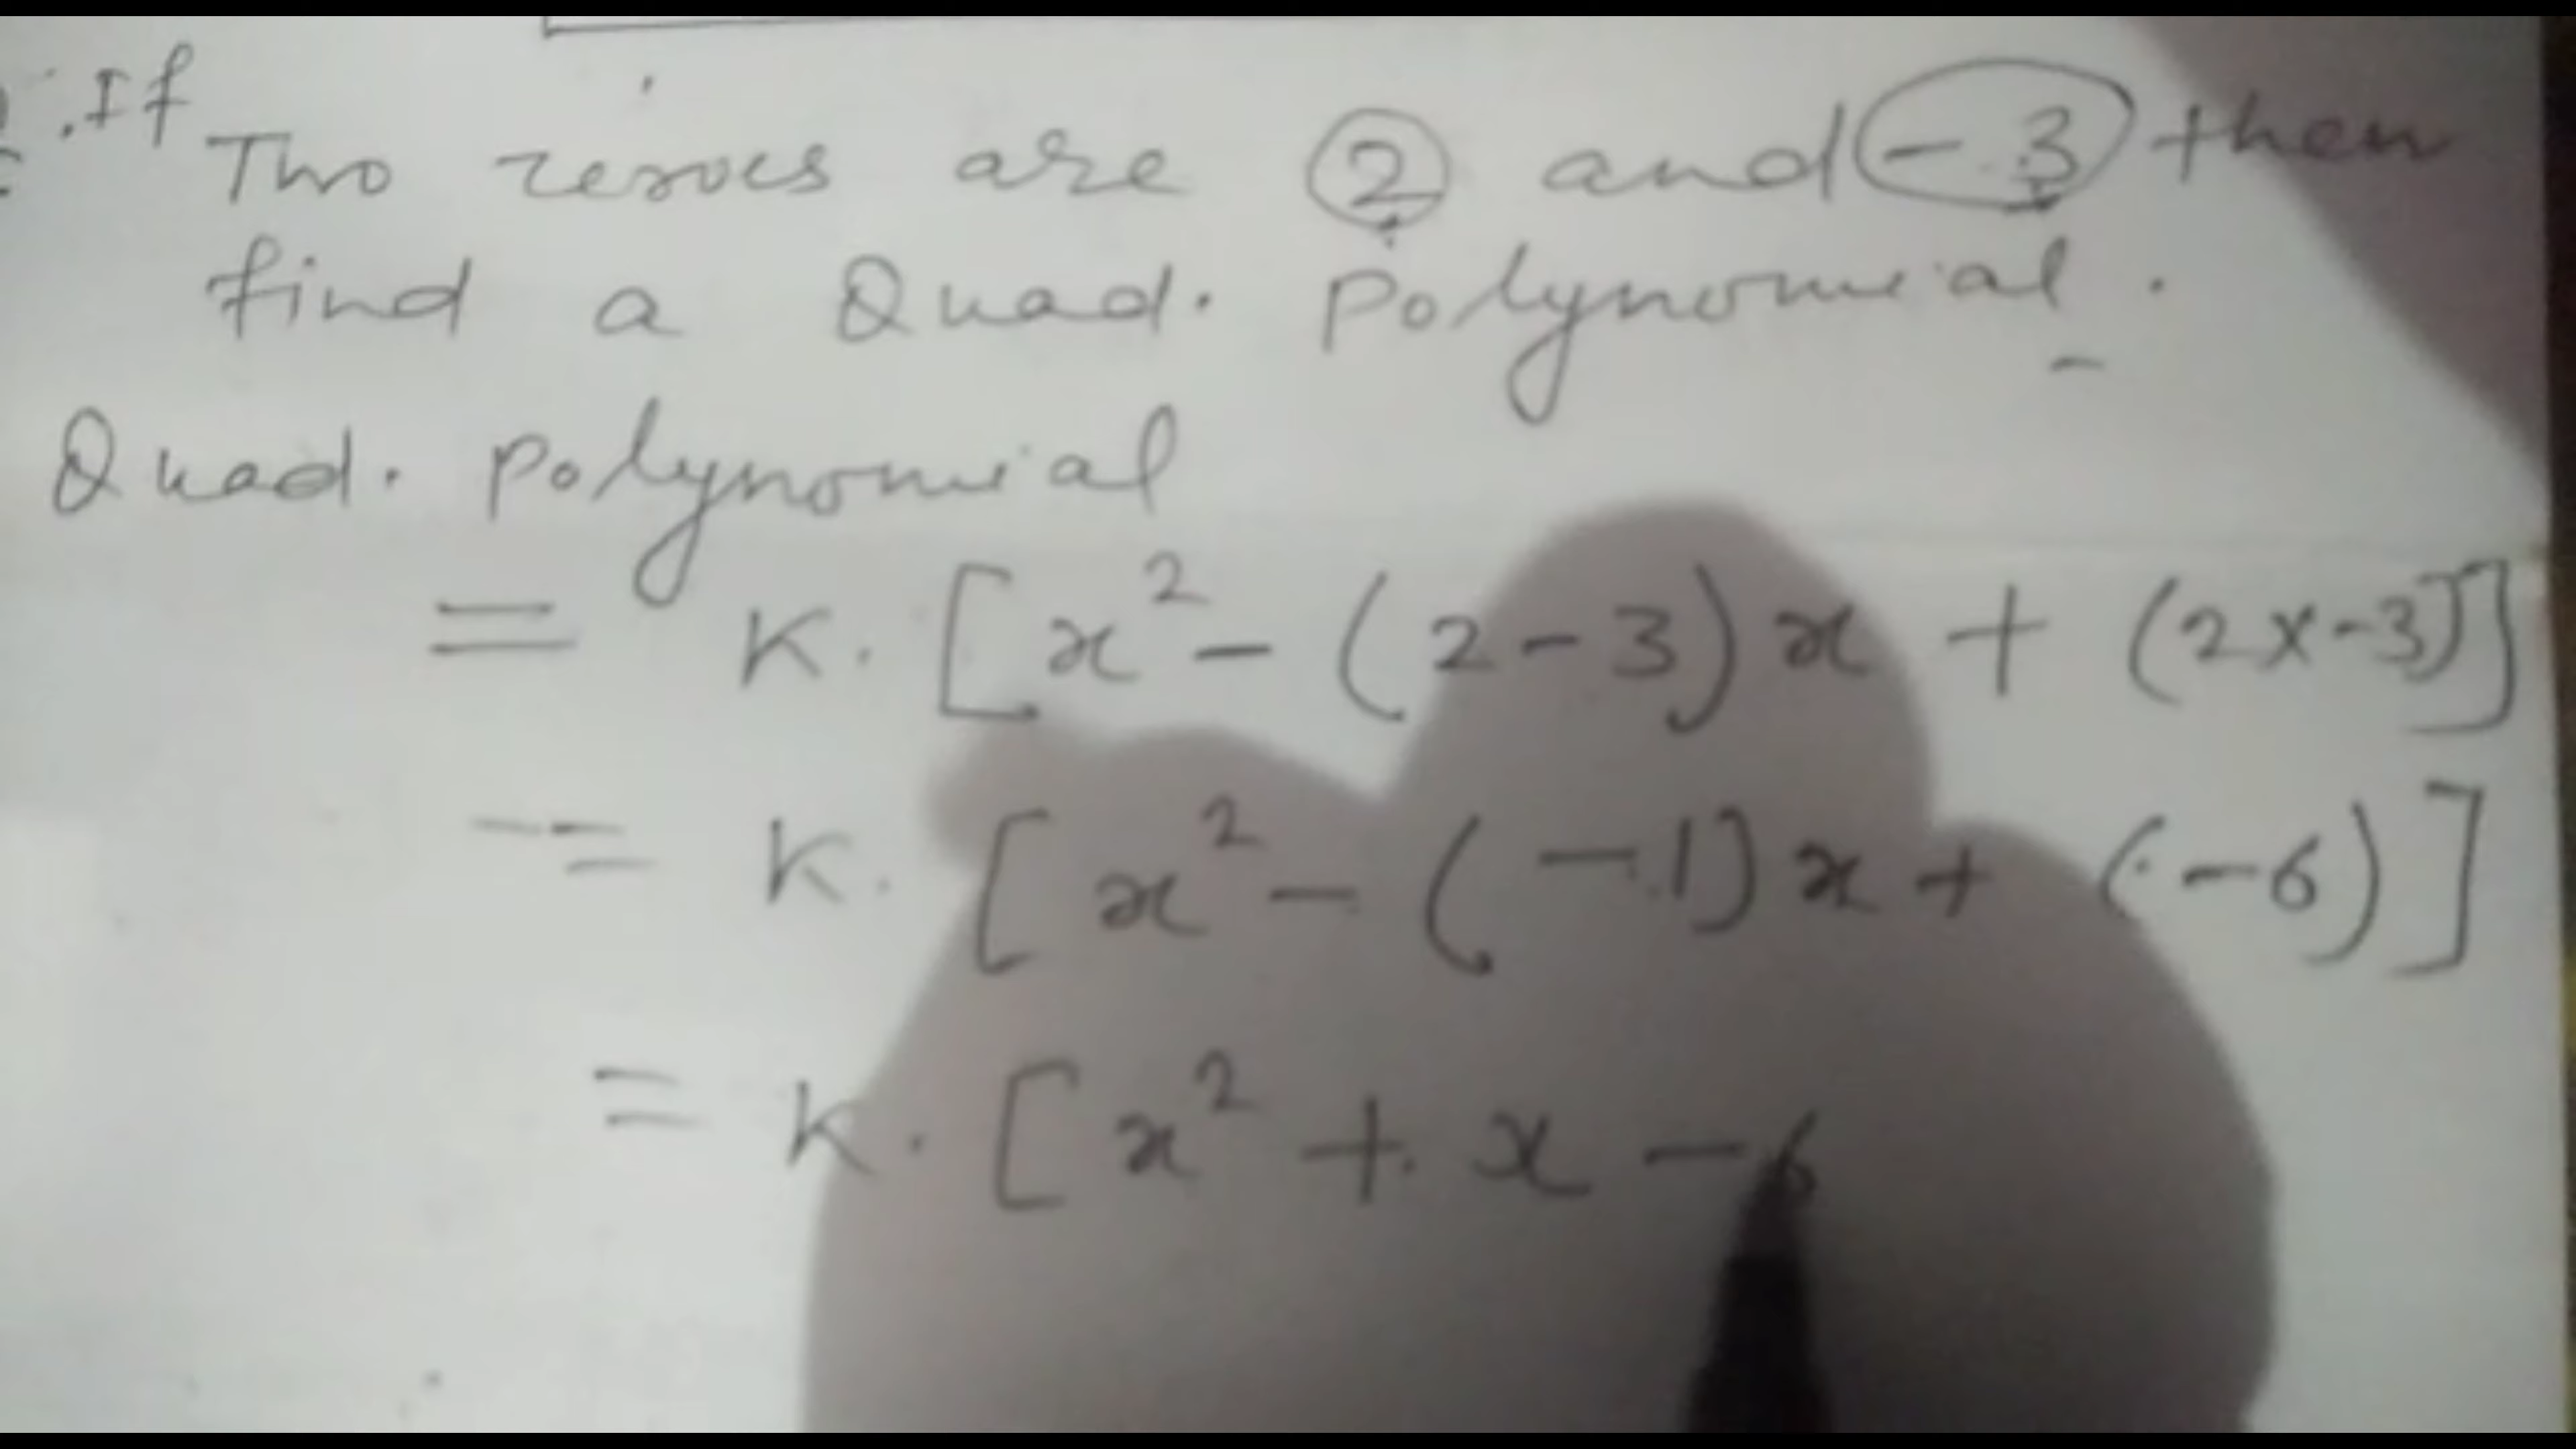 If
Two zeroes are 2 and -3 then
find a Quad. Polynomial.
Quad. Polynomial
= K. [x² - (2-3)x + (2x-3)]
= K. [x² - (-1)x + (-6)]
= K. [x² + x - 6